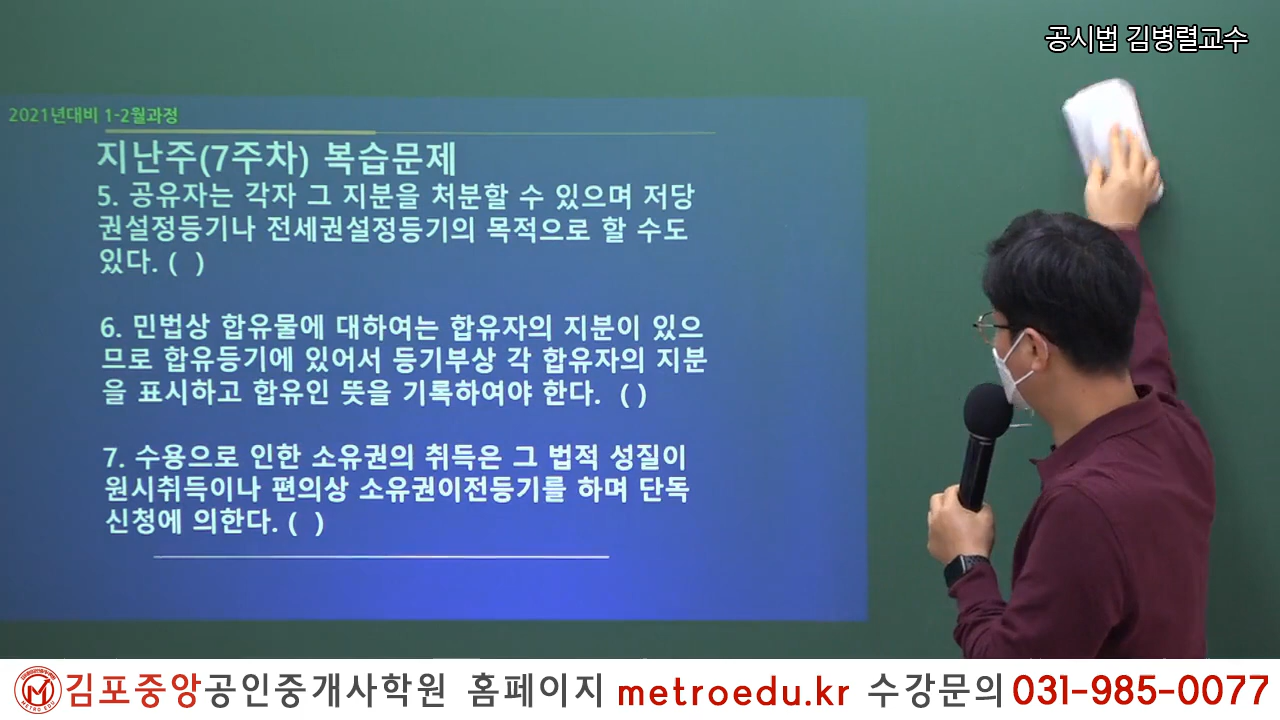 공시법 김병렬교수
2021년대비 1-2월과정
지난주(7주차) 복습문제
5. 공유자는 각자 그 지분을 처분할 수 있으며 저당
권설정등기나 전세권설정등기의 목적으로 할 수도
있다. ( )
6. 민법상 합유물에 대하여는 합유자의 지분이 있으
므로 합유등기에 있어서 등기부상 각 합유자의 지분
을 표시하고 합유인 뜻을 기록하여야 한다. ( )
7. 수용으로 인한 소유권의 취득은 그 법적 성질이
원시취득이나 편의상 소유권이전등기를 하며 단독
신청에 의한다. ( )
김포중앙공인중개사학원 홈페이지 metroedu.kr 수강문의 031-985-0077
METRO EDU